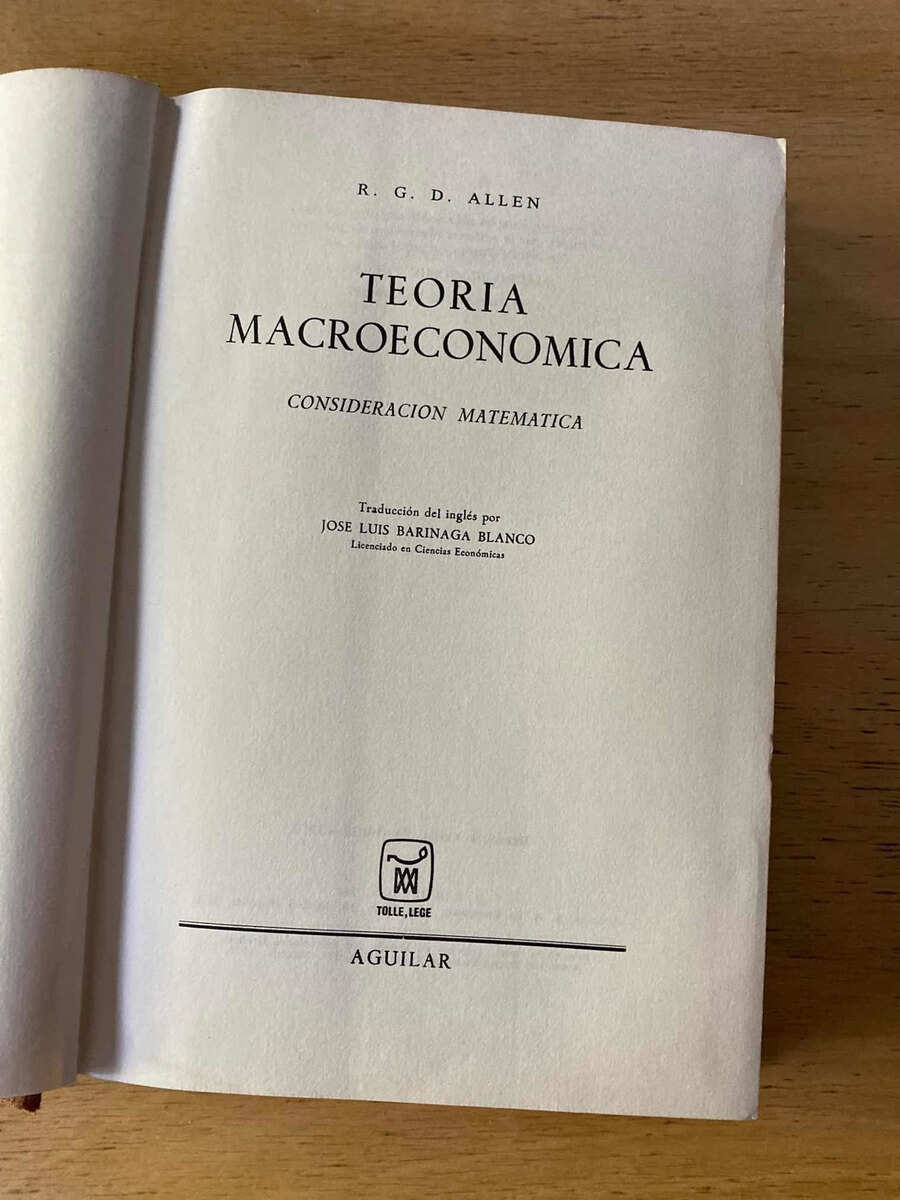 R. G. D. ALLEN
TEORIA
MACROECONOMICA
CONSIDERACION MATEMATICA
Traducción del inglés por
JOSE LUIS BARINAGA BLANCO
Licenciado en Ciencias Económicas
TOLLE, LEGE
AGUILAR